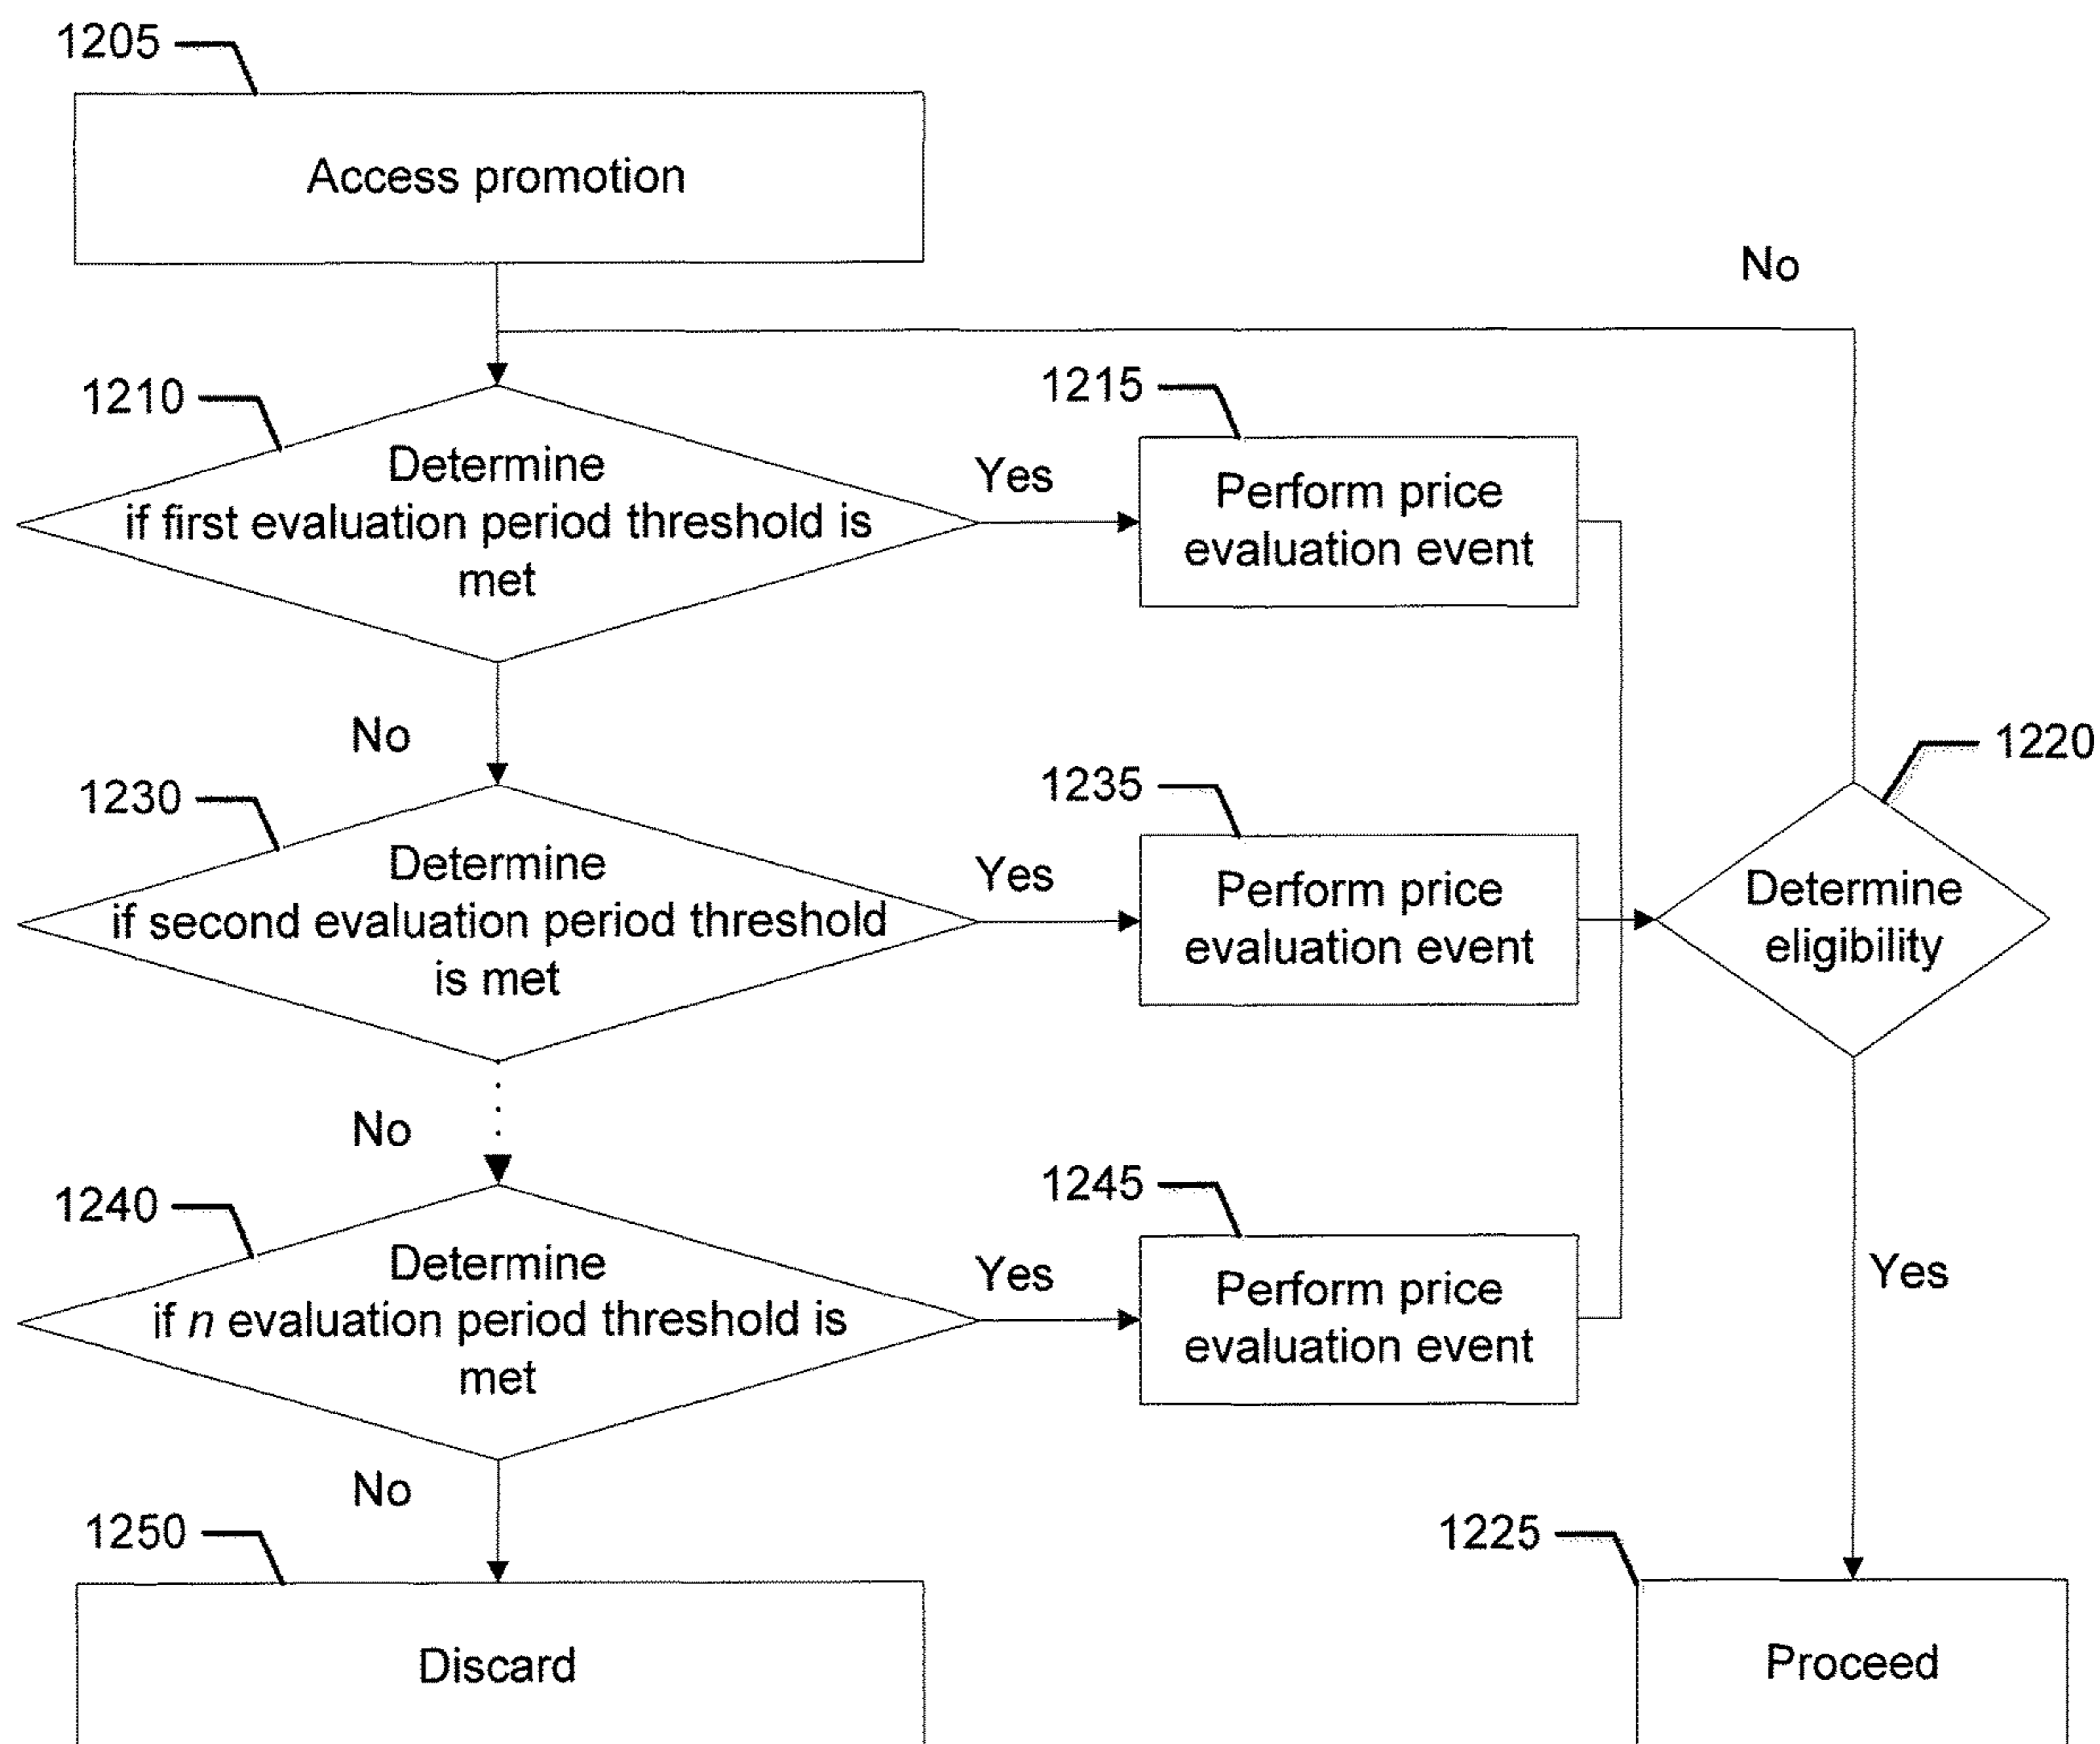 1205
Access promotion
No
1210
Determine
if first evaluation period threshold is
met
Yes
1215
Perform price
evaluation event
No
1230
Determine
if second evaluation period threshold
is met
Yes
1235
Perform price
evaluation event
1220
Determine
eligibility
No
1240
Determine
if n evaluation period threshold is
met
Yes
1245
Perform price
evaluation event
Yes
No
1250
Discard
1225
Proceed